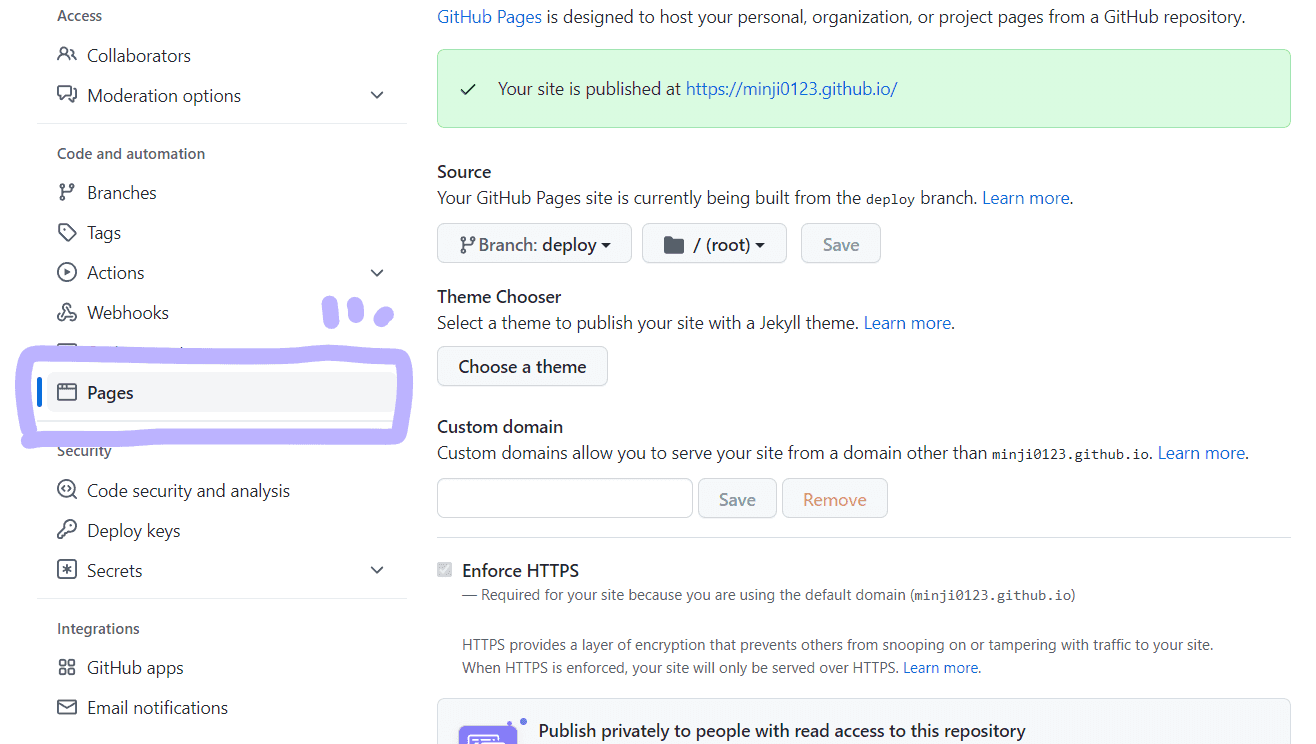 Access
Collaborators
Moderation options
Code and automation
Branches
Tags
Actions
Webhooks
Pages
Security
Code security and analysis
Deploy keys
Secrets
Integrations
GitHub apps
Email notifications
GitHub Pages is designed to host your personal, organization, or project pages from a GitHub repository.
Your site is published at https://minji0123.github.io/
Source
Your GitHub Pages site is currently being built from the deploy branch. Learn more.
Branch: deploy
/ (root)
Save
Theme Chooser
Select a theme to publish your site with a Jekyll theme. Learn more.
Choose a theme
Custom domain
Custom domains allow you to serve your site from a domain other than minji0123.github.io. Learn more.
Save
Remove
Enforce HTTPS
— Required for your site because you are using the default domain (minji0123.github.io)
HTTPS provides a layer of encryption that prevents others from snooping on or tampering with traffic to your site.
When HTTPS is enforced, your site will only be served over HTTPS. Learn more.
Publish privately to people with read access to this repository